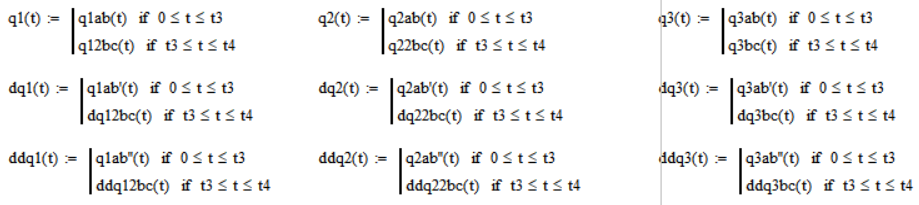 q1(t) := q1ab(t) if 0 ≤ t ≤ t3 q2(t) := q2ab(t) if 0 ≤ t ≤ t3 q3(t) := q3ab(t) if 0 ≤ t ≤ t3
q12bc(t) if t3 ≤ t ≤ t4 q22bc(t) if t3 ≤ t ≤ t4 q3bc(t) if t3 ≤ t ≤ t4
dq1(t) := q1ab'(t) if 0 ≤ t ≤ t3 dq2(t) := q2ab'(t) if 0 ≤ t ≤ t3 dq3(t) := q3ab'(t) if 0 ≤ t ≤ t3
dq12bc(t) if t3 ≤ t ≤ t4 dq22bc(t) if t3 ≤ t ≤ t4 dq3bc(t) if t3 ≤ t ≤ t4
ddq1(t) := q1ab"(t) if 0 ≤ t ≤ t3 ddq2(t) := q2ab"(t) if 0 ≤ t ≤ t3 ddq3(t) := q3ab"(t) if 0 ≤ t ≤ t3
ddq12bc(t) if t3 ≤ t ≤ t4 ddq22bc(t) if t3 ≤ t ≤ t4 ddq3bc(t) if t3 ≤ t ≤ t4